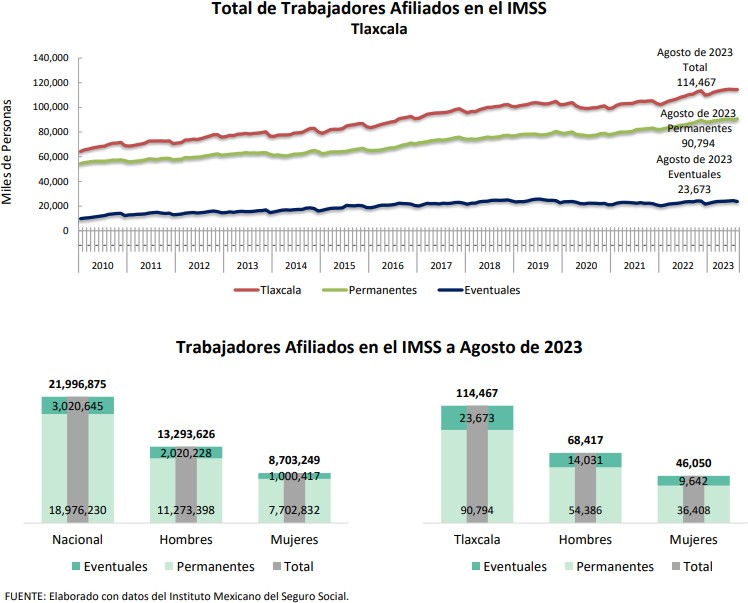 Total de Trabajadores Afiliados en el IMSS
Tlaxcala
Miles de Personas
140,000
120,000
100,000
80,000
60,000
40,000
20,000
0
Agosto de 2023
Total
114,467
Agosto de 2023
Permanentes
90,794
Agosto de 2023
Eventuales
23,673
2010 2011 2012 2013 2014 2015 2016 2017 2018 2019 2020 2021 2022 2023
Tlaxcala Permanentes Eventuales
Trabajadores Afiliados en el IMSS a Agosto de 2023
21,996,875
3,020,645
18,976,230
Nacional
13,293,626
2,020,228
11,273,398
Hombres
8,703,249
1,000,417
7,702,832
Mujeres
Eventuales Permanentes Total
114,467
23,673
90,794
Tlaxcala
68,417
14,031
54,386
Hombres
46,050
9,642
36,408
Mujeres
Eventuales Permanentes Total
FUENTE: Elaborado con datos del Instituto Mexicano del Seguro Social.